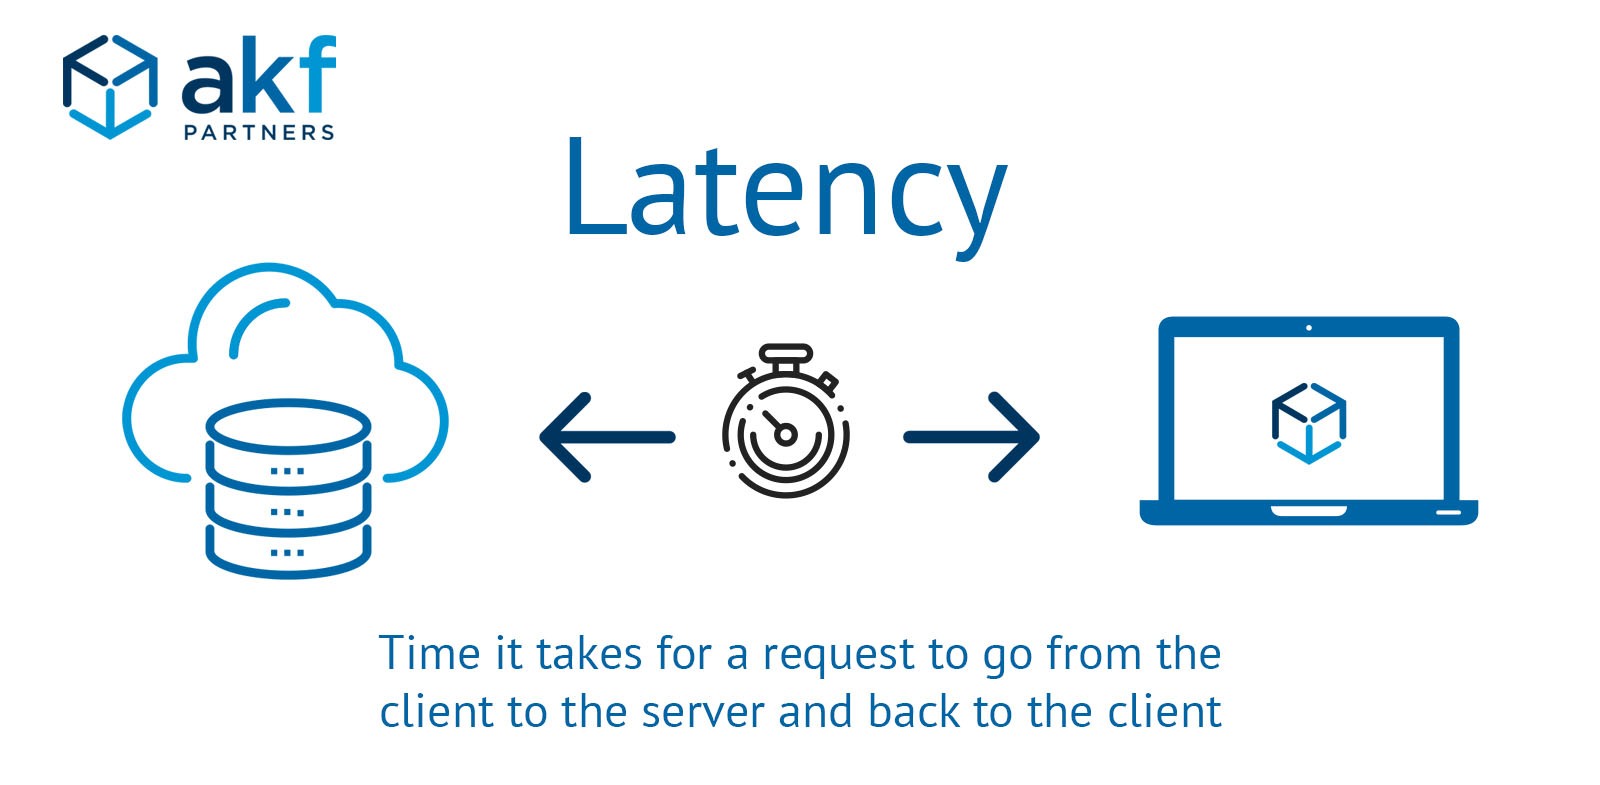 akf
PARTNERS
Latency
Time it takes for a request to go from the
client to the server and back to the client